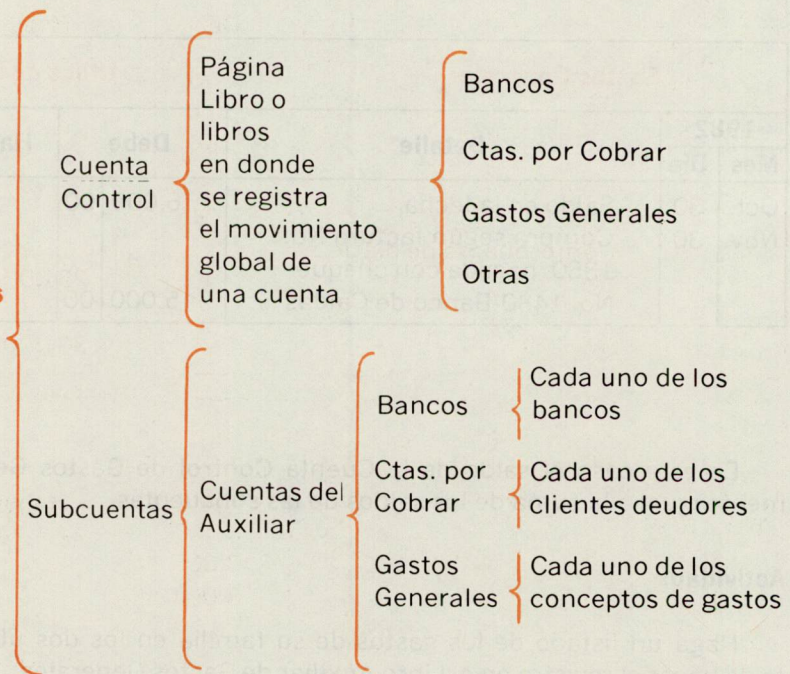 Cuenta
Control
Página
Libro o
libros
en donde
se registra
el movimiento
global de
una cuenta
Bancos
Ctas. por Cobrar
Gastos Generales
Otras
Subcuentas
Cuentas del
Auxiliar
Bancos
Cada uno de los
bancos
Ctas. por
Cobrar
Cada uno de los
clientes deudores
Gastos
Generales
Cada uno de los
conceptos de gastos